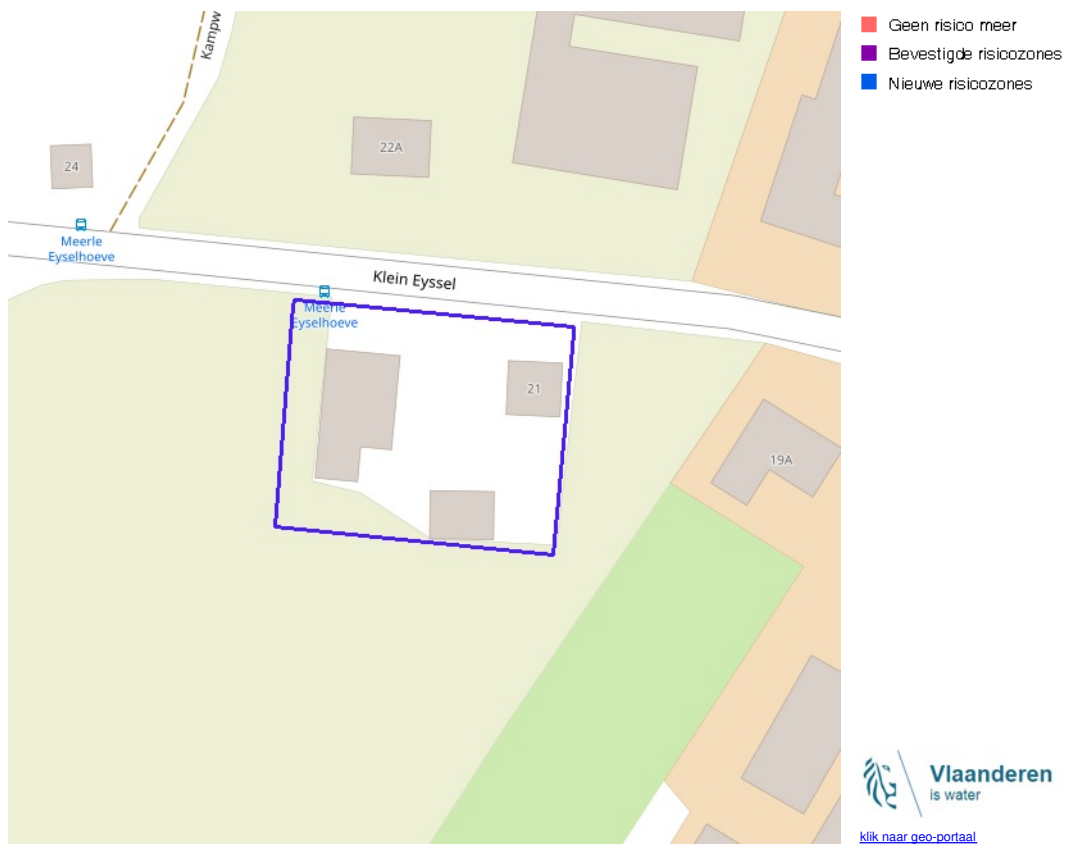 Kampw
Geen risico meer
Bevestigde risicozones
Nieuwe risicozones
22A
24
Meerle
Eyselhoeve
Klein Eyssel
Meerle
Eyselhoeve
21
19A
Vlaanderen
is water
klik naar geo-portaal